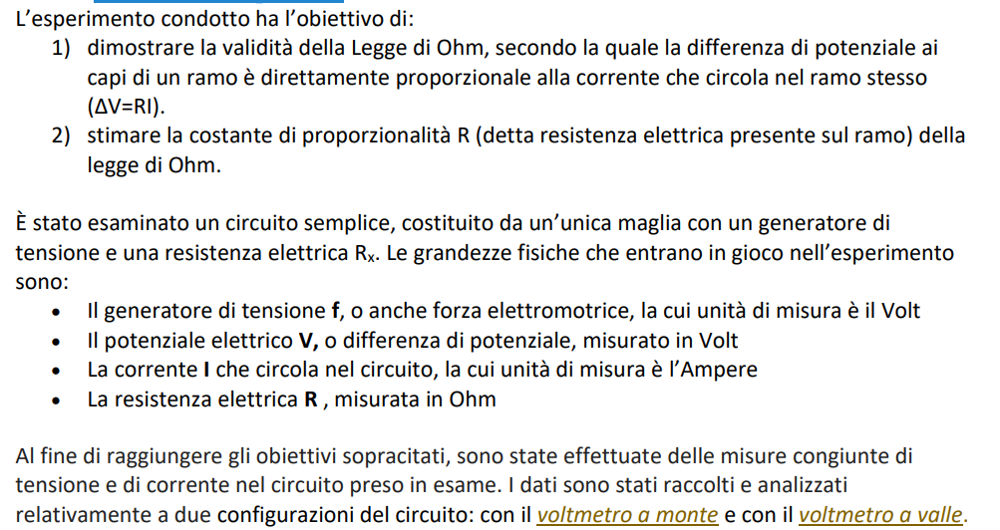 L’esperimento condotto ha l’obiettivo di:
1) dimostrare la validità della Legge di Ohm, secondo la quale la differenza di potenziale ai
capi di un ramo è direttamente proporzionale alla corrente che circola nel ramo stesso
(ΔV=RI).
2) stimare la costante di proporzionalità R (detta resistenza elettrica presente sul ramo) della
legge di Ohm.
È stato esaminato un circuito semplice, costituito da un’unica maglia con un generatore di
tensione e una resistenza elettrica Rₓ. Le grandezze fisiche che entrano in gioco nell’esperimento
sono:
• Il generatore di tensione f, o anche forza elettromotrice, la cui unità di misura è il Volt
• Il potenziale elettrico V, o differenza di potenziale, misurato in Volt
• La corrente I che circola nel circuito, la cui unità di misura è l’Ampere
• La resistenza elettrica R , misurata in Ohm
Al fine di raggiungere gli obiettivi sopracitati, sono state effettuate delle misure congiunte di
tensione e di corrente nel circuito preso in esame. I dati sono stati raccolti e analizzati
relativamente a due configurazioni del circuito: con il voltmetro a monte e con il voltmetro a valle.